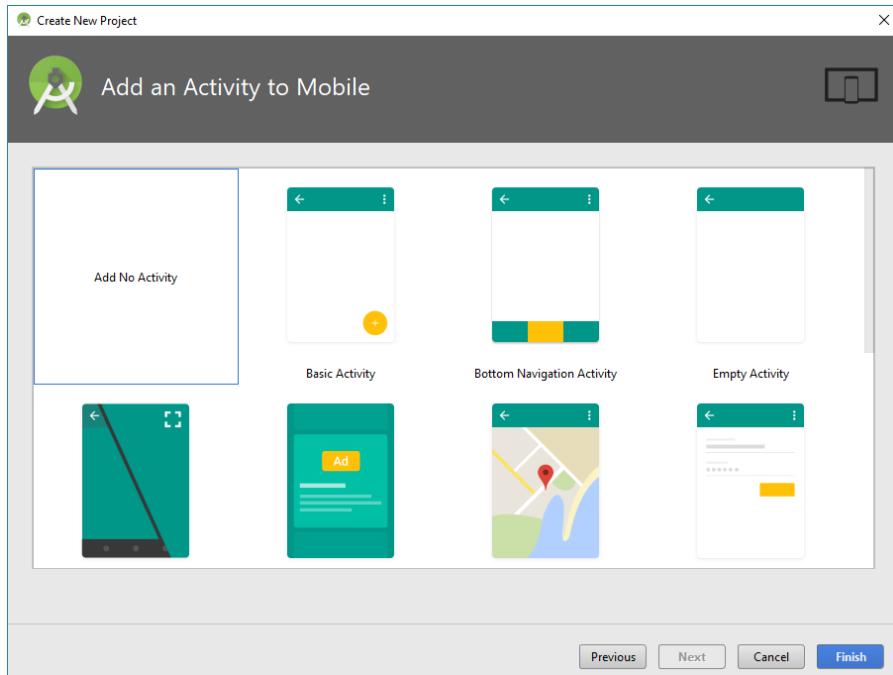 Create New Project
Add an Activity to Mobile
Add No Activity
Basic Activity
Bottom Navigation Activity
Empty Activity
Ad
Previous
Next
Cancel
Finish